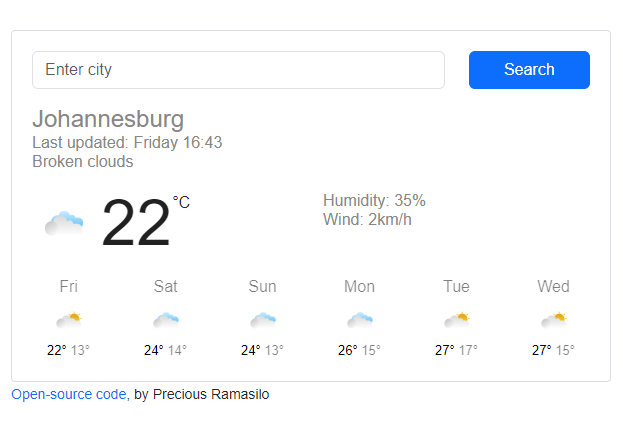 Enter city
Search
Johannesburg
Last updated: Friday 16:43
Broken clouds
22 °C
Humidity: 35%
Wind: 2km/h
Fri Sat Sun Mon Tue Wed
22° 13° 24° 14° 24° 13° 26° 15° 27° 17° 27° 15°
Open-source code, by Precious Ramasilo